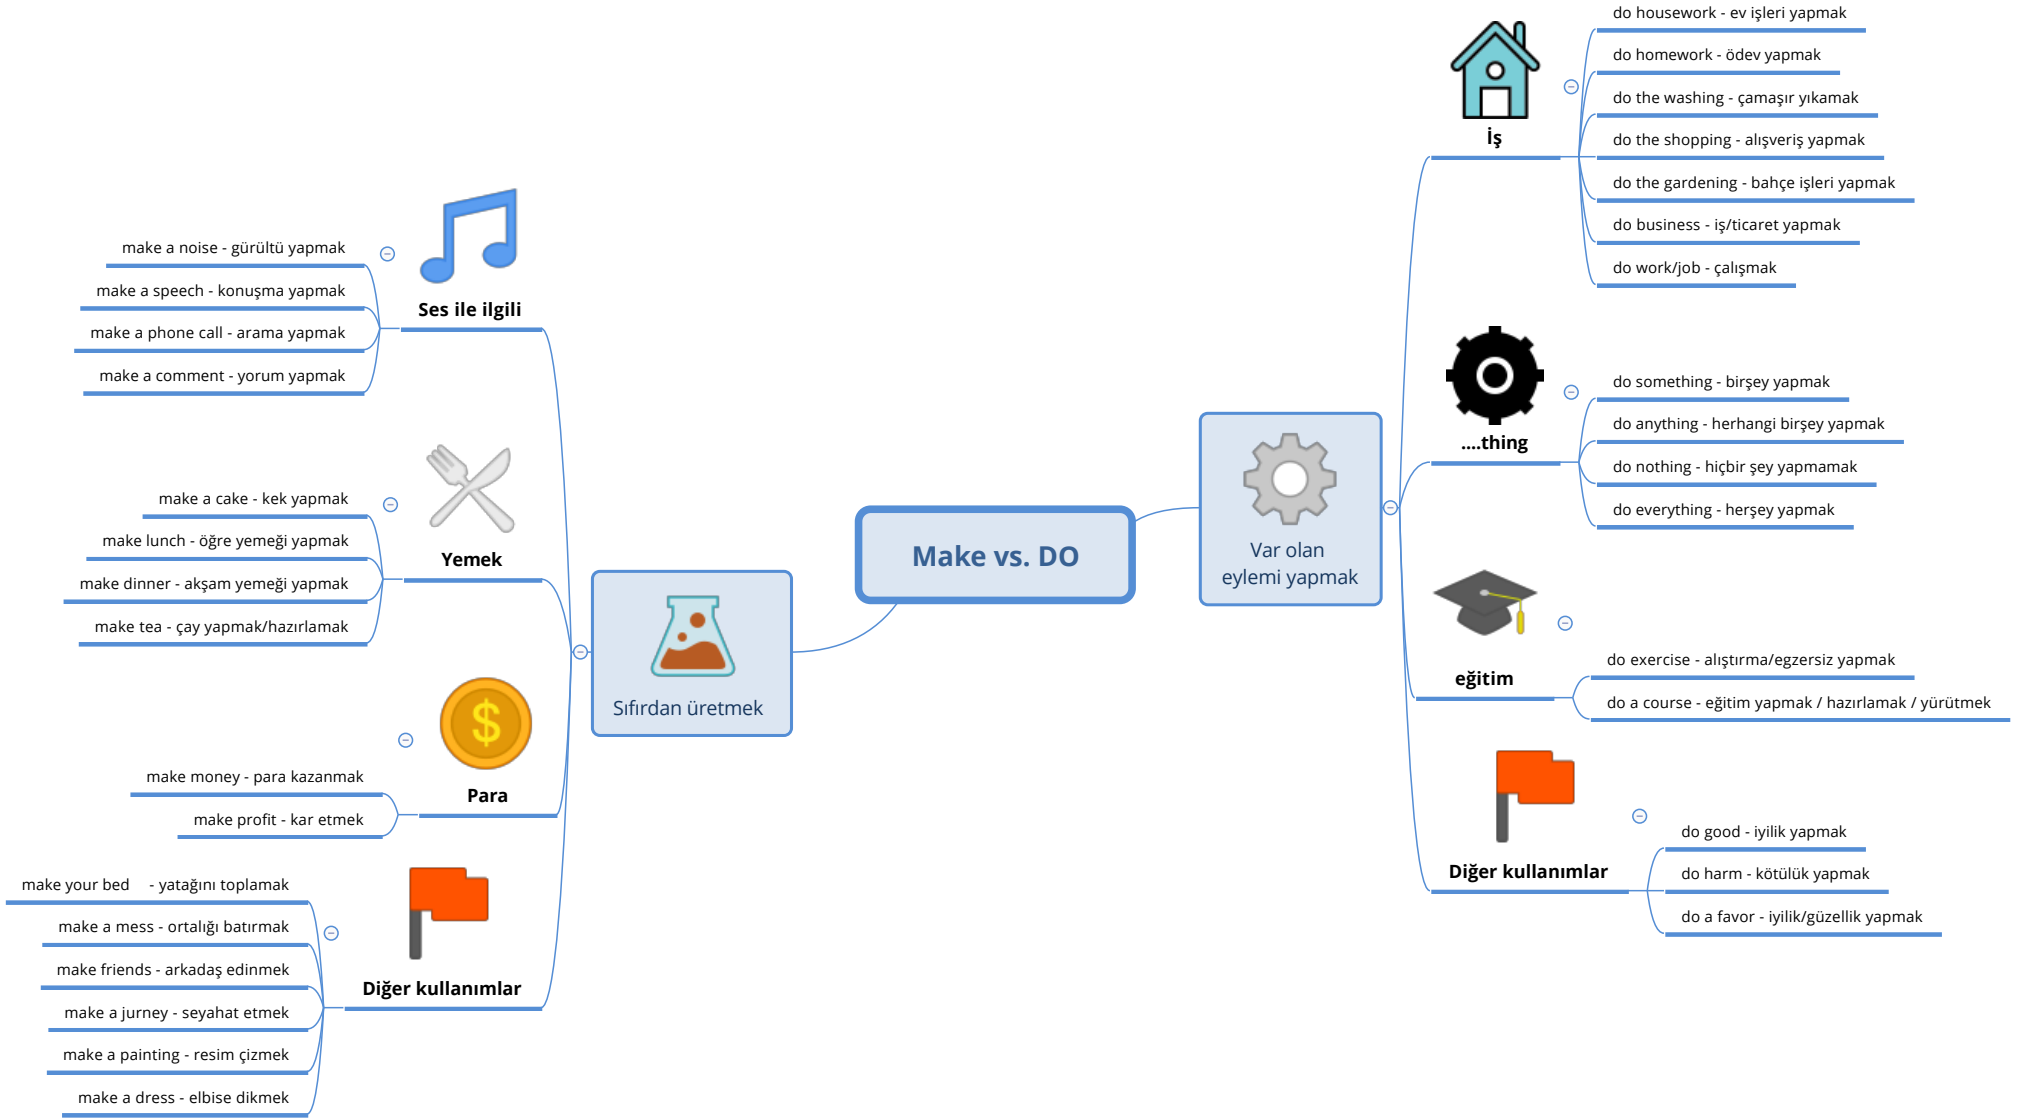 Make vs. DO
Var olan
eylemi yapmak
İş
do housework - ev işleri yapmak
do homework - ödev yapmak
do the washing - çamaşır yıkamak
do the shopping - alışveriş yapmak
do the gardening - bahçe işleri yapmak
do business - iş/ticaret yapmak
do work/job - çalışmak
....thing
do something - birşey yapmak
do anything - herhangi birşey yapmak
do nothing - hiçbir şey yapmamak
do everything - herşey yapmak
eğitim
do exercise - alıştırma/egzersiz yapmak
do a course - eğitim yapmak / hazırlamak / yürütmek
Diğer kullanımlar
do good - iyilik yapmak
do harm - kötülük yapmak
do a favor - iyilik/güzellik yapmak
Sıfırdan üretmek
Ses ile ilgili
make a noise - gürültü yapmak
make a speech - konuşma yapmak
make a phone call - arama yapmak
make a comment - yorum yapmak
Yemek
make a cake - kek yapmak
make lunch - öğre yemeği yapmak
make dinner - akşam yemeği yapmak
make tea - çay yapmak/hazırlamak
Para
$
make money - para kazanmak
make profit - kar etmek
Diğer kullanımlar
make your bed - yatağını toplamak
make a mess - ortalığı batırmak
make friends - arkadaş edinmek
make a jurney - seyahat etmek
make a painting - resim çizmek
make a dress - elbise dikmek